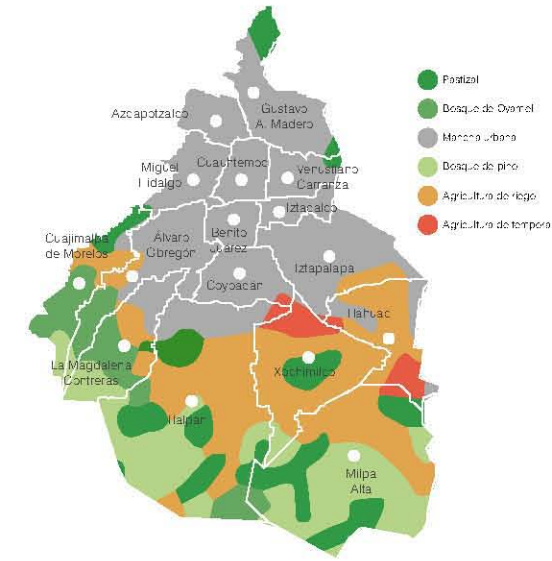 Pastizal
Bosque de Oyamel
Mancha urbana
Bosque de pino
Agricultura de riego
Agricultura de temporal
Azcapotzalco
Gustavo
A. Madero
Miguel
Hidalgo
Cuauhtemoc
Venustiano
Carranza
Iztacalco
Cuajimalpa
de Morelos
Álvaro
Obregón
Benito
Juárez
Iztapalapa
Coyoacán
Tláhuac
La Magdalena
Contreras
Xochimilco
Tlalpan
Milpa
Alta